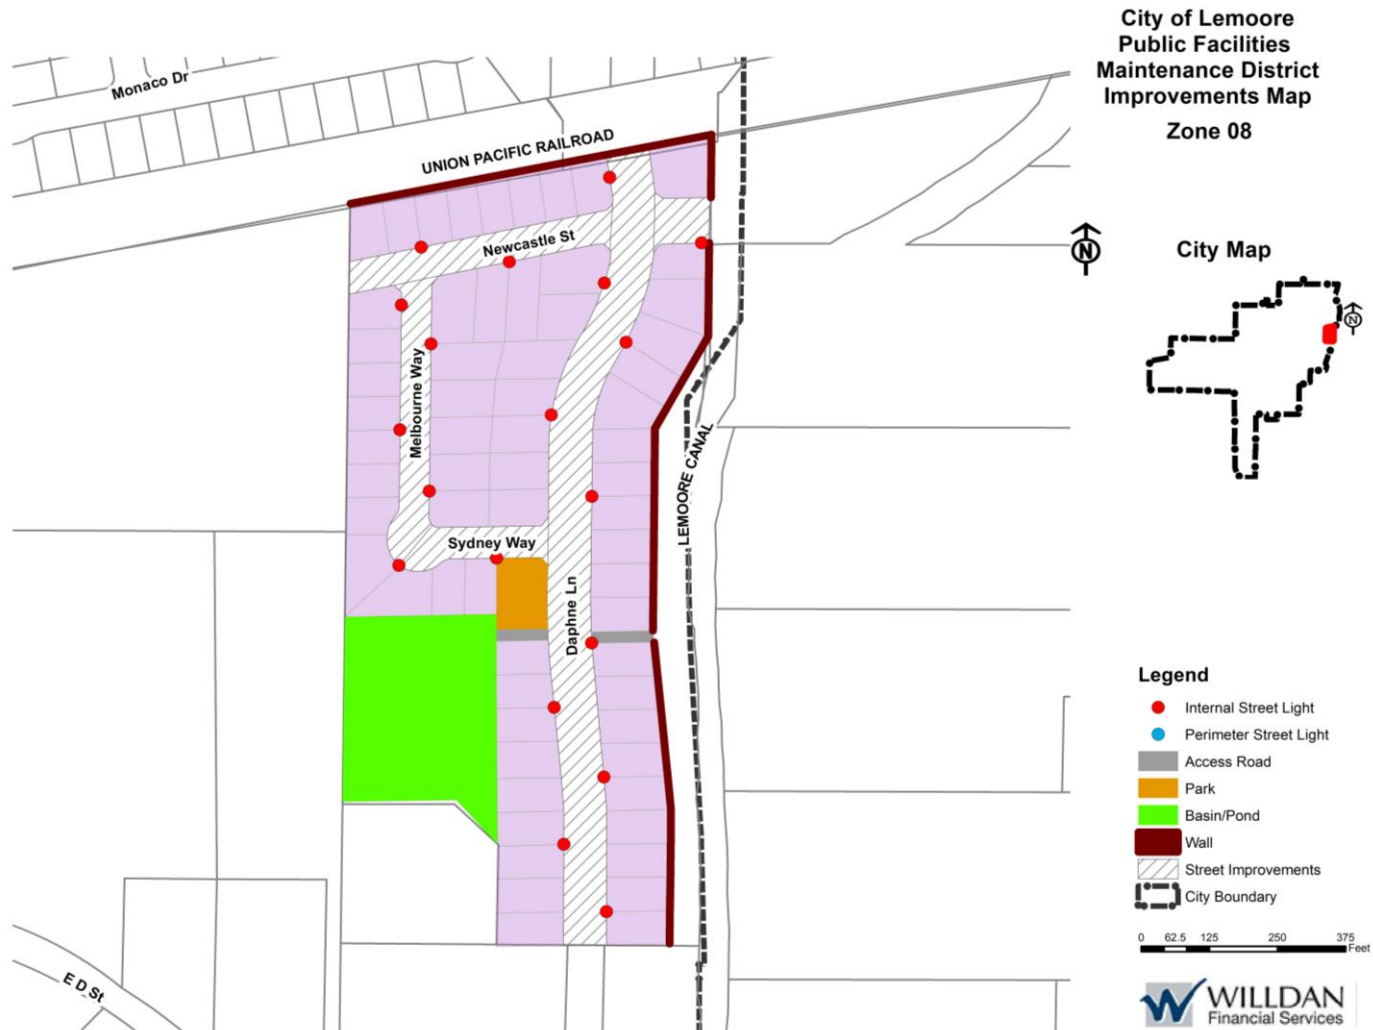 City of Lemoore
Public Facilities
Maintenance District
Improvements Map
Zone 08
Monaco Dr
UNION PACIFIC RAILROAD
Newcastle St
Melbourne Way
LEMOORE CANAL
Sydney Way
Daphne Ln
E D St
N
City Map
N
Legend
Internal Street Light
Perimeter Street Light
Access Road
Park
Basin/Pond
Wall
Street Improvements
City Boundary
0 62.5 125 250 375
Feet
W WILLDAN
Financial Services